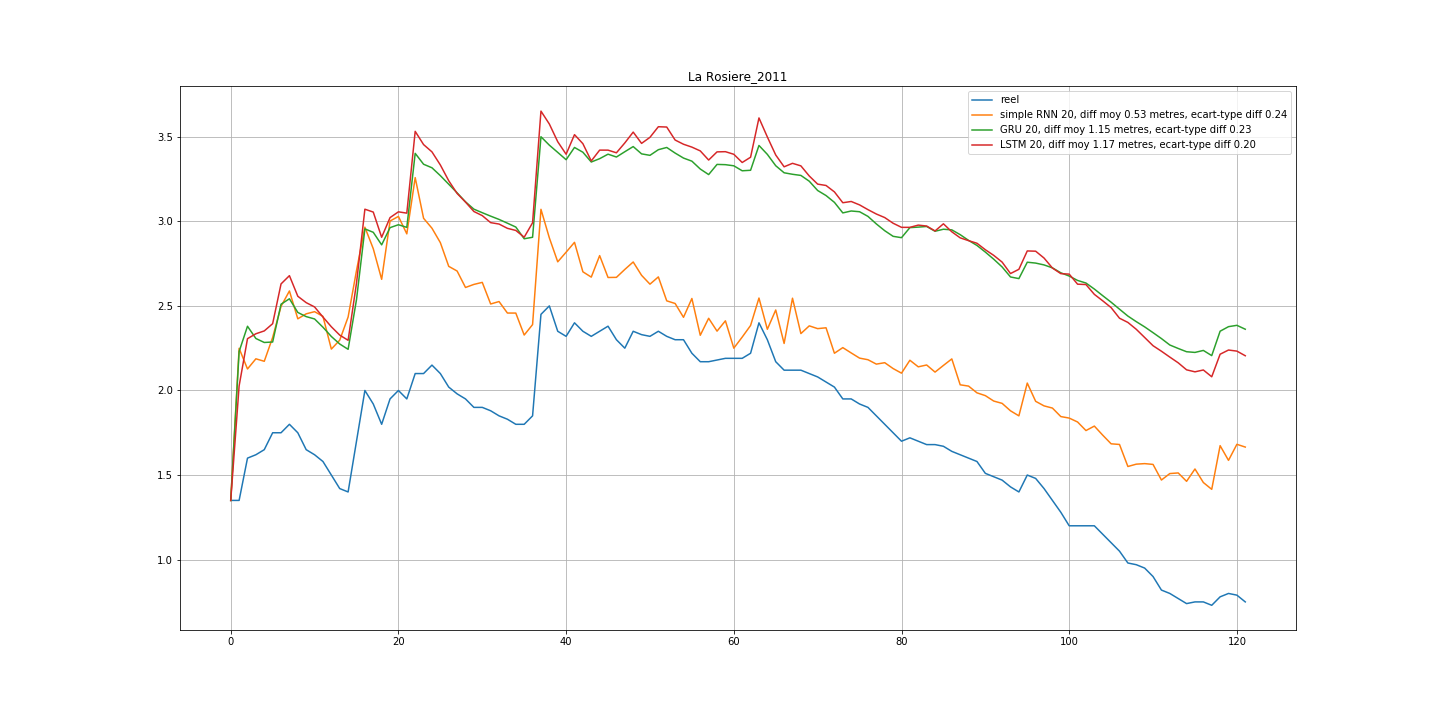 La Rosiere_2011
reel
simple RNN 20, diff moy 0.53 metres, ecart-type diff 0.24
GRU 20, diff moy 1.15 metres, ecart-type diff 0.23
LSTM 20, diff moy 1.17 metres, ecart-type diff 0.20
3.5
3.0
2.5
2.0
1.5
1.0
0 20 40 60 80 100 120